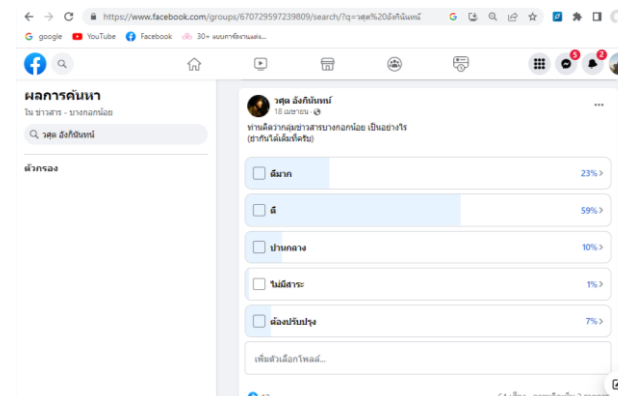 https://www.facebook.com/groups/670729597239809/search/?q=วศุต%20อังกินันทน์
google YouTube Facebook 30+ แบบการ์ดงานแต่ง...
5 2
ผลการค้นหา
ใน ข่าวสาร - บางกอกน้อย
วศุต อังกินันทน์
ตัวกรอง
วศุต อังกินันทน์
18 เมษายน
ท่านคิดว่ากลุ่มข่าวสารบางกอกน้อย เป็นอย่างไร
(ช่ากันได้เต็มที่ครับ)
ดีมาก 23%
ดี 59%
ปานกลาง 10%
ไม่มีสาระ 1%
ต้องปรับปรุง 7%
เพิ่มตัวเลือกโพลล์...